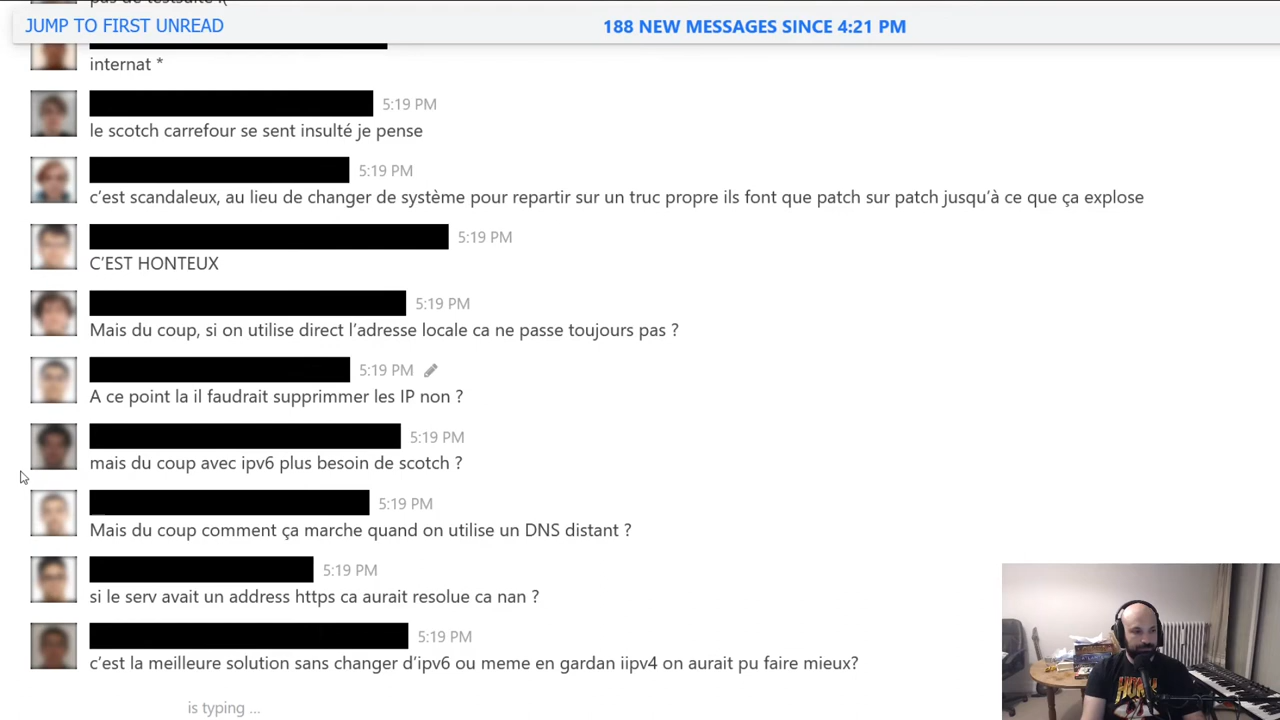 JUMP TO FIRST UNREAD
188 NEW MESSAGES SINCE 4:21 PM
internat *
5:19 PM
le scotch carrefour se sent insulté je pense
5:19 PM
c'est scandaleux, au lieu de changer de système pour repartir sur un truc propre ils font que patch sur patch jusqu'à ce que ça explose
5:19 PM
C'EST HONTEUX
5:19 PM
Mais du coup, si on utilise direct l'adresse locale ca ne passe toujours pas ?
5:19 PM
A ce point la il faudrait supprimmer les IP non ?
5:19 PM
mais du coup avec ipv6 plus besoin de scotch ?
5:19 PM
Mais du coup comment ça marche quand on utilise un DNS distant ?
5:19 PM
si le serv avait un address https ca aurait resolue ca nan ?
5:19 PM
c'est la meilleure solution sans changer d'ipv6 ou meme en gardan iipv4 on aurait pu faire mieux?
is typing ...